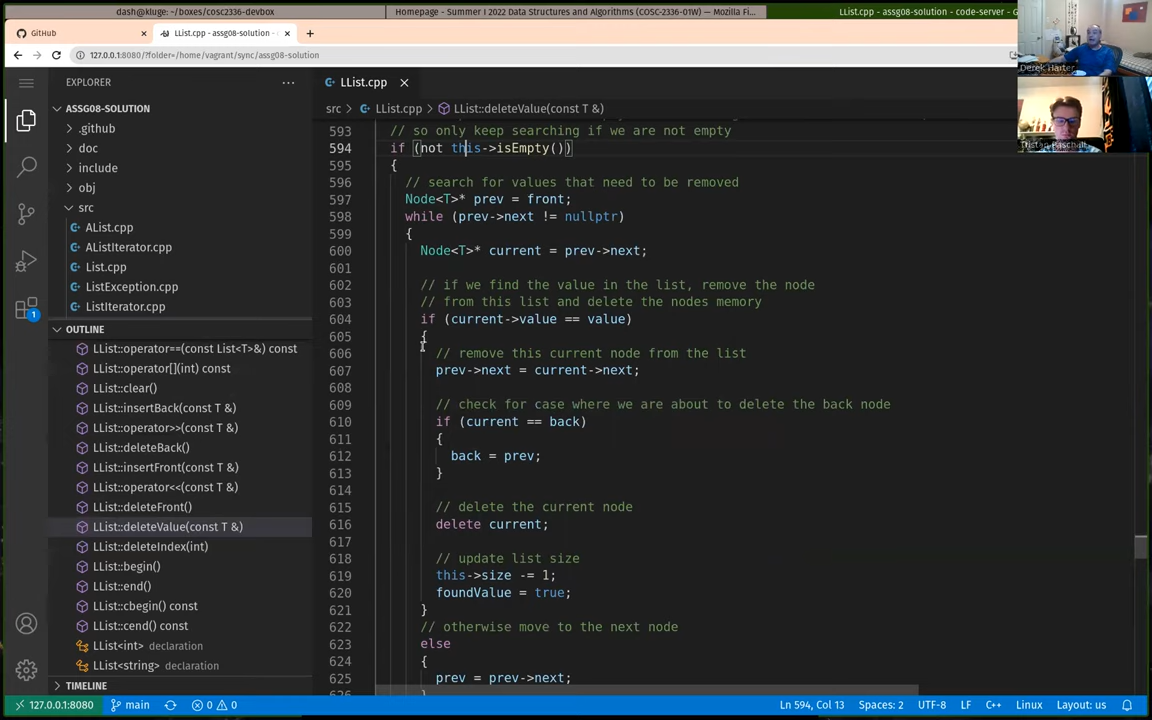 dash@kluge: ~/boxes/cosc2336-devbox
Homepage - Summer I 2022 Data Structures and Algorithms (COSC-2336-01W) — Mozilla Fi...
LList.cpp - assg08-solution - code-server - G
GitHub
LList.cpp - assg08-solution -
127.0.0.1:8080/?folder=/home/vagrant/sync/assg08-solution
Derek Harter
Tristan Paschall
EXPLORER
LList.cpp
ASSG08-SOLUTION
src > LList.cpp > LList::deleteValue(const T &)
.github
doc
include
obj
src
AList.cpp
AListIterator.cpp
List.cpp
ListException.cpp
ListIterator.cpp
OUTLINE
LList::operator==(const List<T>&) const
LList::operator[](int) const
LList::clear()
LList::insertBack(const T &)
LList::operator>>(const T &)
LList::deleteBack()
LList::insertFront(const T &)
LList::operator<<(const T &)
LList::deleteFront()
LList::deleteValue(const T &)
LList::deleteIndex(int)
LList::begin()
LList::end()
LList::cbegin() const
LList::cend() const
LList<int> declaration
LList<string> declaration
TIMELINE
1
593 // so only keep searching if we are not empty
594 if (not this->isEmpty())
595 {
596 // search for values that need to be removed
597 Node<T>* prev = front;
598 while (prev->next != nullptr)
599 {
600 Node<T>* current = prev->next;
601
602 // if we find the value in the list, remove the node
603 // from this list and delete the nodes memory
604 if (current->value == value)
605 {
606 // remove this current node from the list
607 prev->next = current->next;
608
609 // check for case where we are about to delete the back node
610 if (current == back)
611 {
612 back = prev;
613 }
614
615 // delete the current node
616 delete current;
617
618 // update list size
619 this->size -= 1;
620 foundValue = true;
621 }
622 // otherwise move to the next node
623 else
624 {
625 prev = prev->next;
626 }
127.0.0.1:8080
main
0 0
Ln 594, Col 13
Spaces: 2
UTF-8
LF
C++
Linux
Layout: us